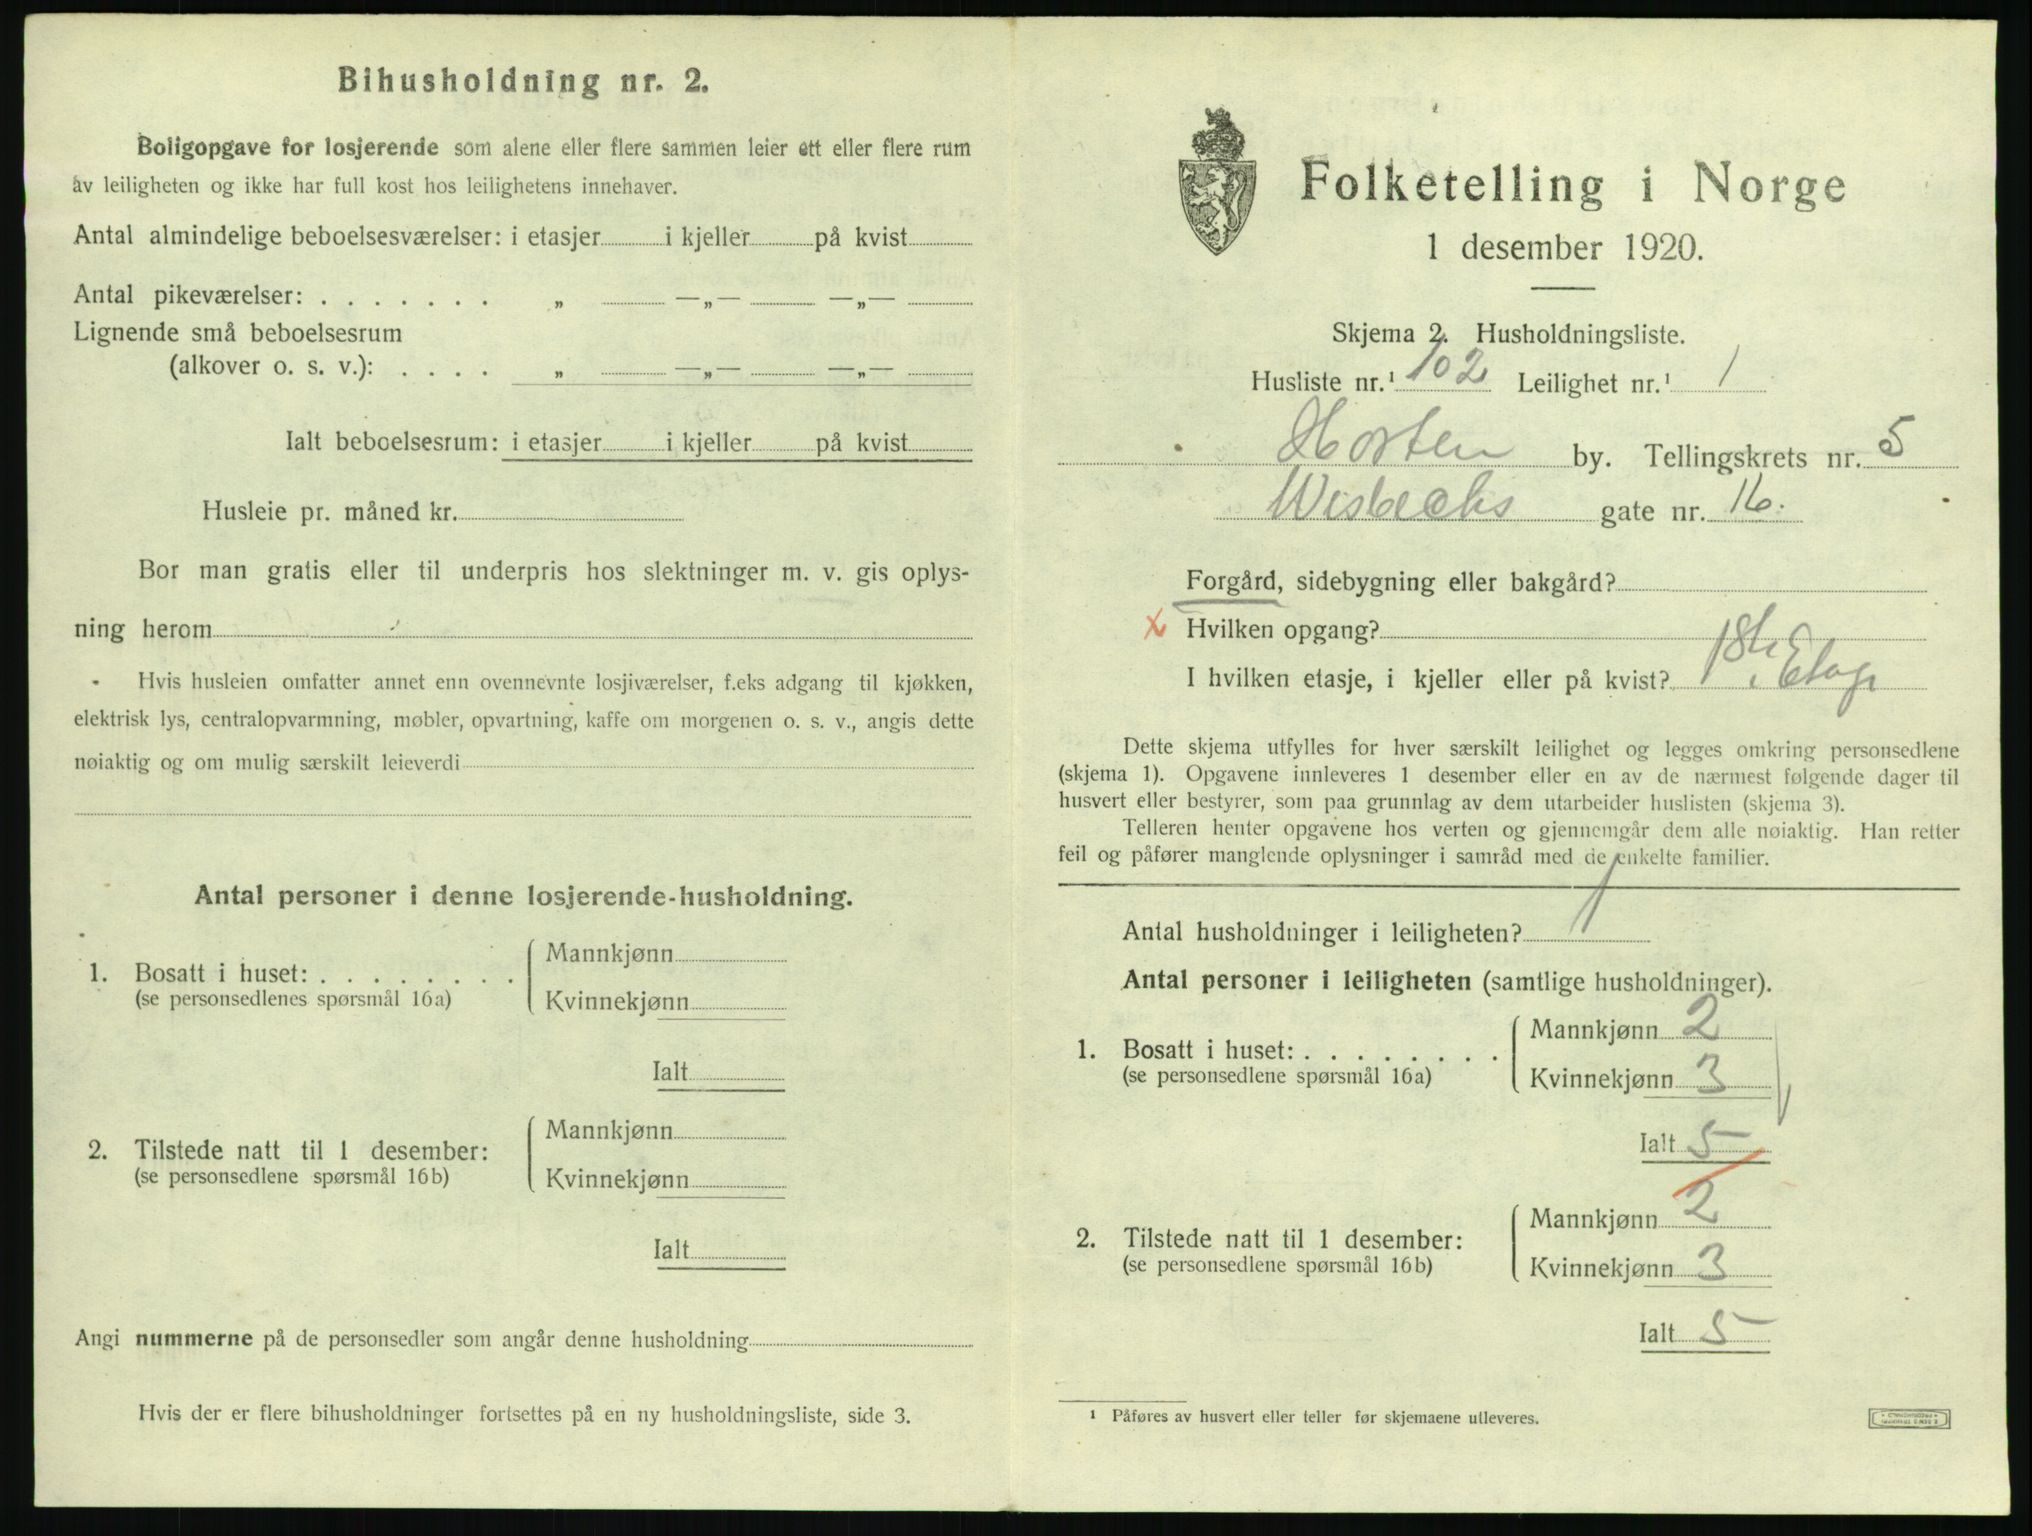 Bihusholdning nr. 2.
Boligopgave for losjerende som alene eller flere sammen leier ett eller flere rum
av leiligheten og ikke har full kost hos leilighetens innehaver.
Antal almindelige beboelsesværelser: i etasjer i kjeller på kvist
Antal pikeværelser: . . . . . . . „ —„— —„—
Lignende små beboelsesrum
(alkover o. s. v.): . . . . „ —„— —„—
Ialt beboelsesrum: i etasjer i kjeller på kvist
Husleie pr. måned kr.
Bor man gratis eller til underpris hos slektninger m. v. gis oplys-
ning herom
Hvis husleien omfatter annet enn ovennevnte losjiværelser, f.eks adgang til kjøkken,
elektrisk lys, centralopvarmning, møbler, opvartning, kaffe om morgenen o. s. v., angis dette
nøiaktig og om mulig særskilt leieverdi
Antal personer i denne losjerende-husholdning.
1. Bosatt i huset: . . . . . . . .
(se personsedlenes spørsmål 16a)
Mannkjønn
Kvinnekjønn
Ialt
2. Tilstede natt til 1 desember:
(se personsedlene spørsmål 16b)
Mannkjønn
Kvinnekjønn
Ialt
Angi nummerne på de personsedler som angår denne husholdning
Hvis der er flere bihusholdninger fortsettes på en ny husholdningsliste, side 3.
Folketelling i Norge
1 desember 1920.
Skjema 2. Husholdningsliste.
Husliste nr.¹ 102 Leilighet nr.¹ 1
Horten by. Tellingskrets nr. 5
Wisbechs gate nr. 16.
Forgård, sidebygning eller bakgård?
x Hvilken opgang?
I hvilken etasje, i kjeller eller på kvist? 1ste Etage
Dette skjema utfylles for hver særskilt leilighet og legges omkring personsedlene
(skjema 1). Opgavene innleveres 1 desember eller en av de nærmest følgende dager til
husvert eller bestyrer, som paa grunnlag av dem utarbeider huslisten (skjema 3).
Telleren henter opgavene hos verten og gjennemgår dem alle nøiaktig. Han retter
feil og påfører manglende oplysninger i samråd med de enkelte familier.
Antal husholdninger i leiligheten? 1
Antal personer i leiligheten (samtlige husholdninger).
1. Bosatt i huset: . . . . . . . .
(se personsedlene spørsmål 16a)
Mannkjønn 2
Kvinnekjønn 3
Ialt 5
2. Tilstede natt til 1 desember:
(se personsedlene spørsmål 16b)
Mannkjønn 2
Kvinnekjønn 3
Ialt 5
¹ Påføres av husvert eller teller før skjemaene utleveres.